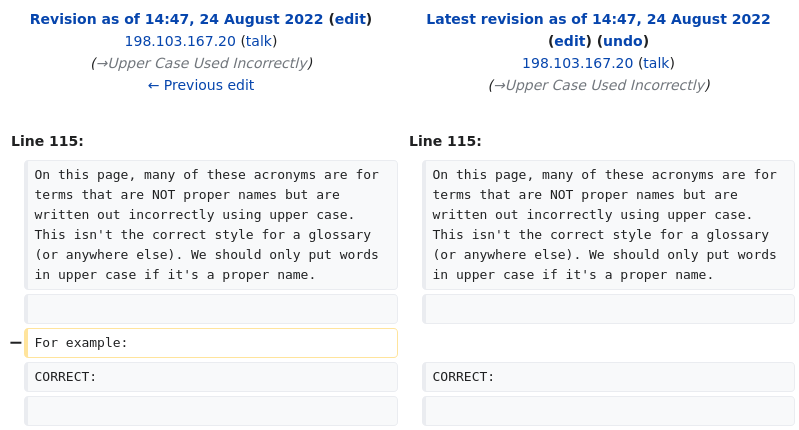 Revision as of 14:47, 24 August 2022 (edit)
198.103.167.20 (talk)
(→Upper Case Used Incorrectly)
← Previous edit
Latest revision as of 14:47, 24 August 2022
(edit) (undo)
198.103.167.20 (talk)
(→Upper Case Used Incorrectly)
Line 115:
Line 115:
On this page, many of these acronyms are for
terms that are NOT proper names but are
written out incorrectly using upper case.
This isn't the correct style for a glossary
(or anywhere else). We should only put words
in upper case if it's a proper name.
On this page, many of these acronyms are for
terms that are NOT proper names but are
written out incorrectly using upper case.
This isn't the correct style for a glossary
(or anywhere else). We should only put words
in upper case if it's a proper name.
− For example:
CORRECT:
CORRECT: